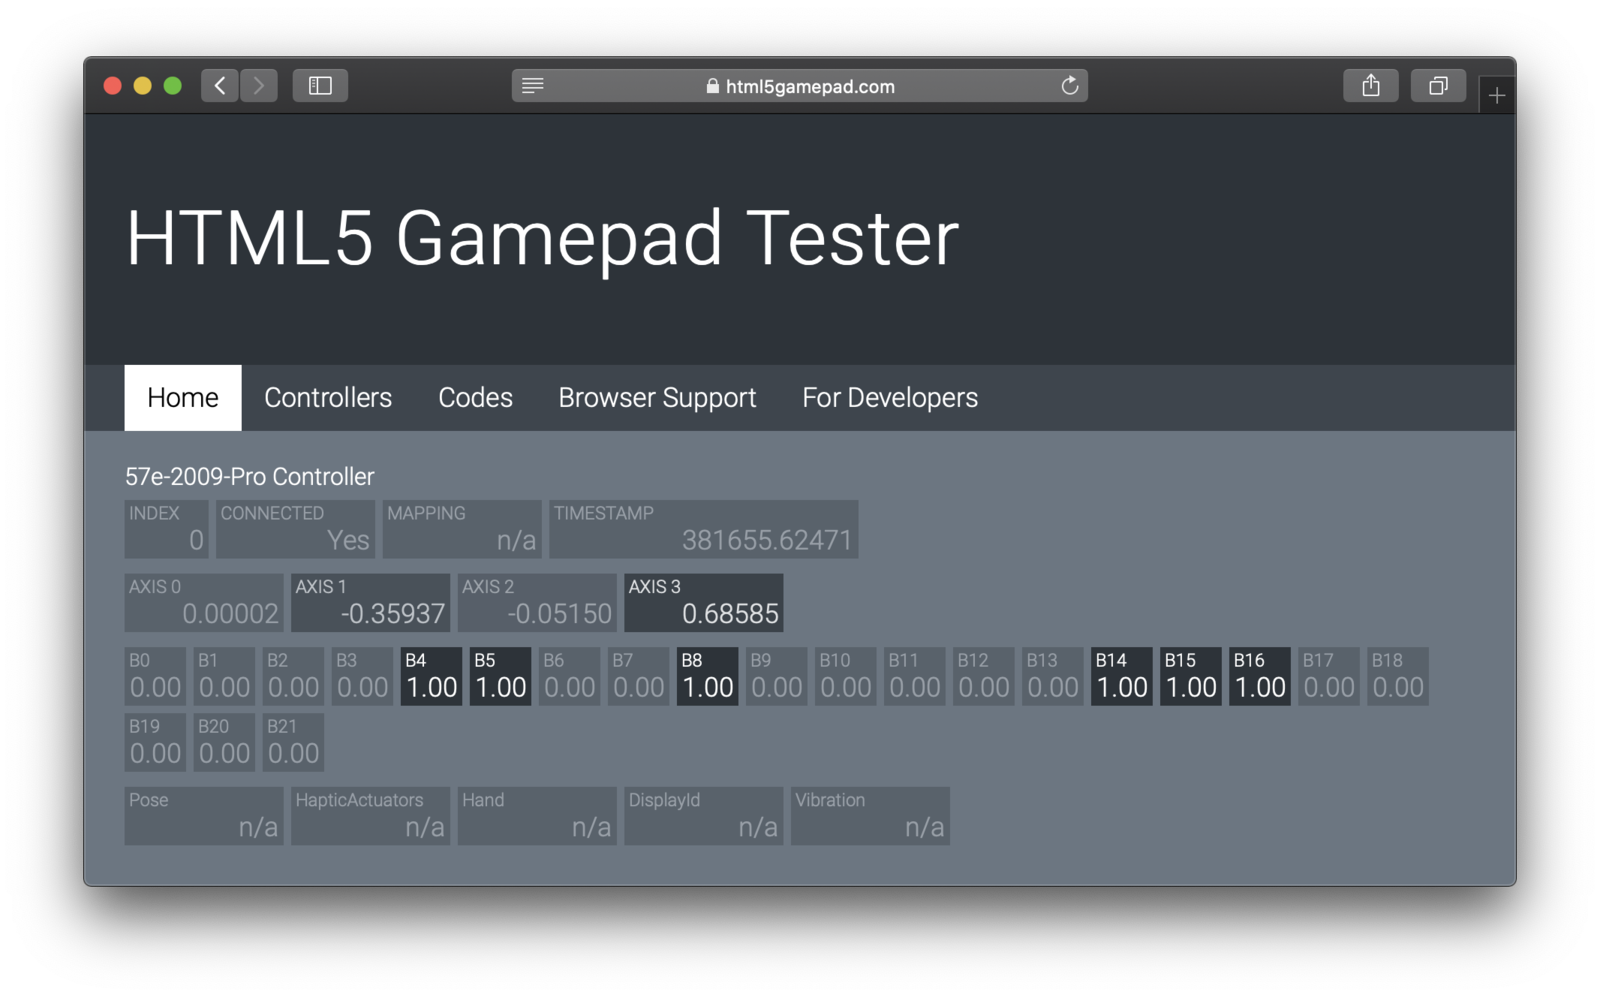 html5gamepad.com
HTML5 Gamepad Tester
Home Controllers Codes Browser Support For Developers
57e-2009-Pro Controller
INDEX CONNECTED MAPPING TIMESTAMP
0 Yes n/a 381655.62471
AXIS 0 AXIS 1 AXIS 2 AXIS 3
0.00002 -0.35937 -0.05150 0.68585
B0 B1 B2 B3 B4 B5 B6 B7 B8 B9 B10 B11 B12 B13 B14 B15 B16 B17 B18
0.00 0.00 0.00 0.00 1.00 1.00 0.00 0.00 1.00 0.00 0.00 0.00 0.00 0.00 1.00 1.00 1.00 0.00 0.00
B19 B20 B21
0.00 0.00 0.00
Pose HapticActuators Hand DisplayId Vibration
n/a n/a n/a n/a n/a